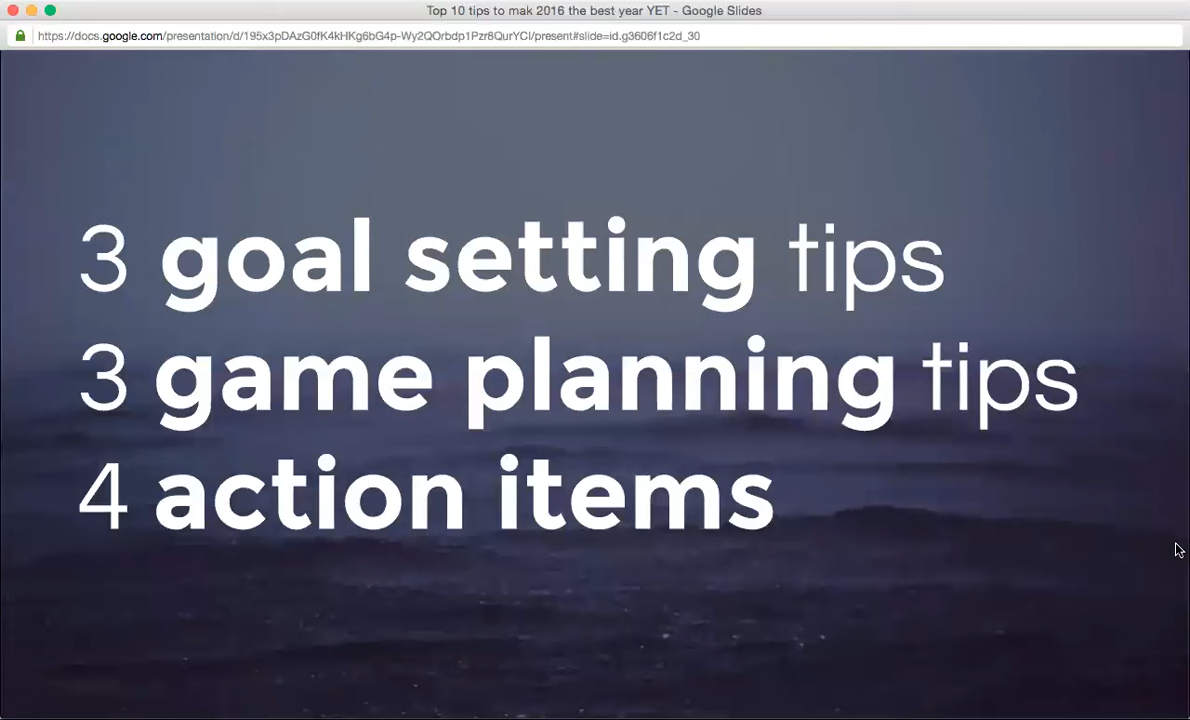 Top 10 tips to mak 2016 the best year YET - Google Slides
https://docs.google.com/presentation/d/195x3pDAzG0fK4kHKg6bG4p-Wy2QOrbdp1Pzr8QurYCI/present#slide=id.g3606f1c2d_30
3 goal setting tips
3 game planning tips
4 action items